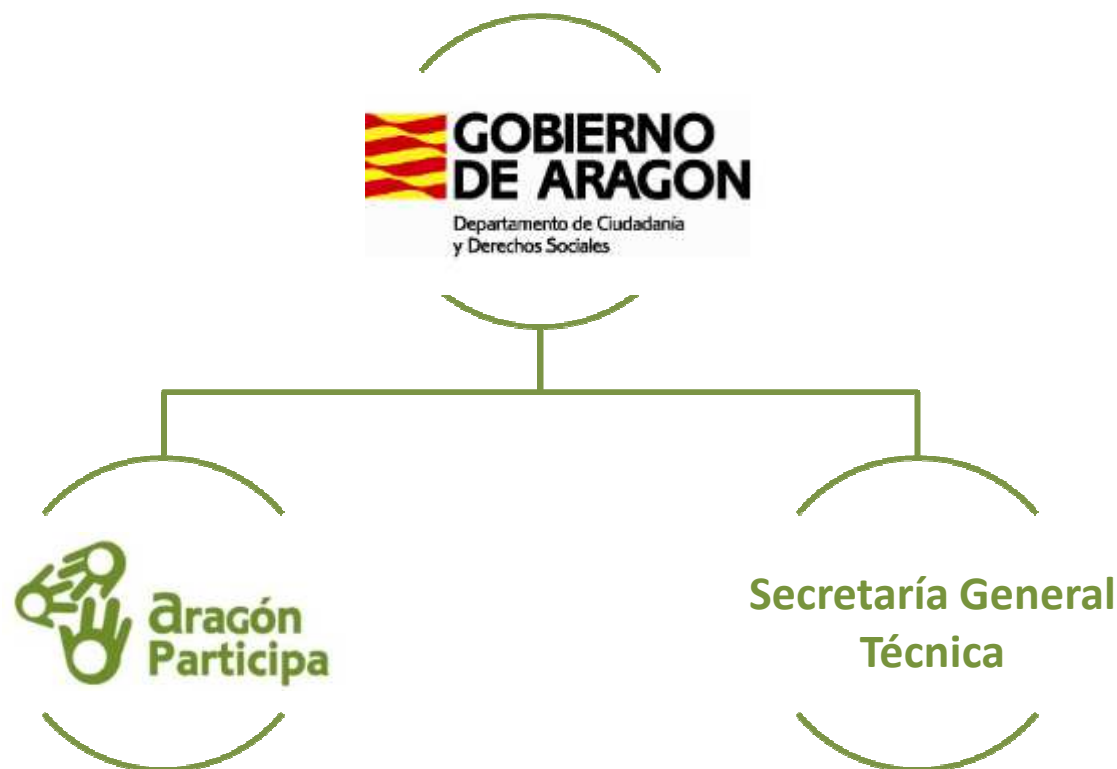 GOBIERNO
DE ARAGON
Departamento de Ciudadanía
y Derechos Sociales
aragón
Participa
Secretaría General
Técnica